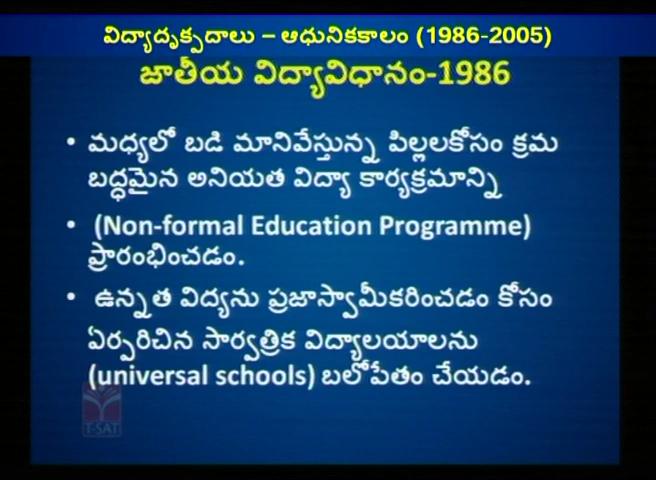 విద్యాదృక్పదాలు – ఆధునికకాలం (1986-2005)
జాతీయ విద్యావిధానం-1986
• మధ్యలో బడి మానివేస్తున్న పిల్లలకోసం క్రమ
బద్ధమైన అనియత విద్యా కార్యక్రమాన్ని
• (Non-formal Education Programme)
ప్రారంభించడం.
• ఉన్నత విద్యను ప్రజాస్వామీకరించడం కోసం
ఏర్పరిచిన సార్వత్రిక విద్యాలయాలను
(universal schools) బలోపేతం చేయడం.
T-SAT